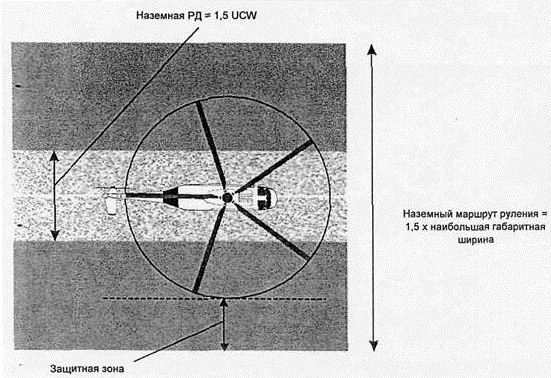 Наземная РД = 1,5 UCW
Наземный маршрут руления =
1,5 х наибольшая габаритная
ширина
Защитная зона